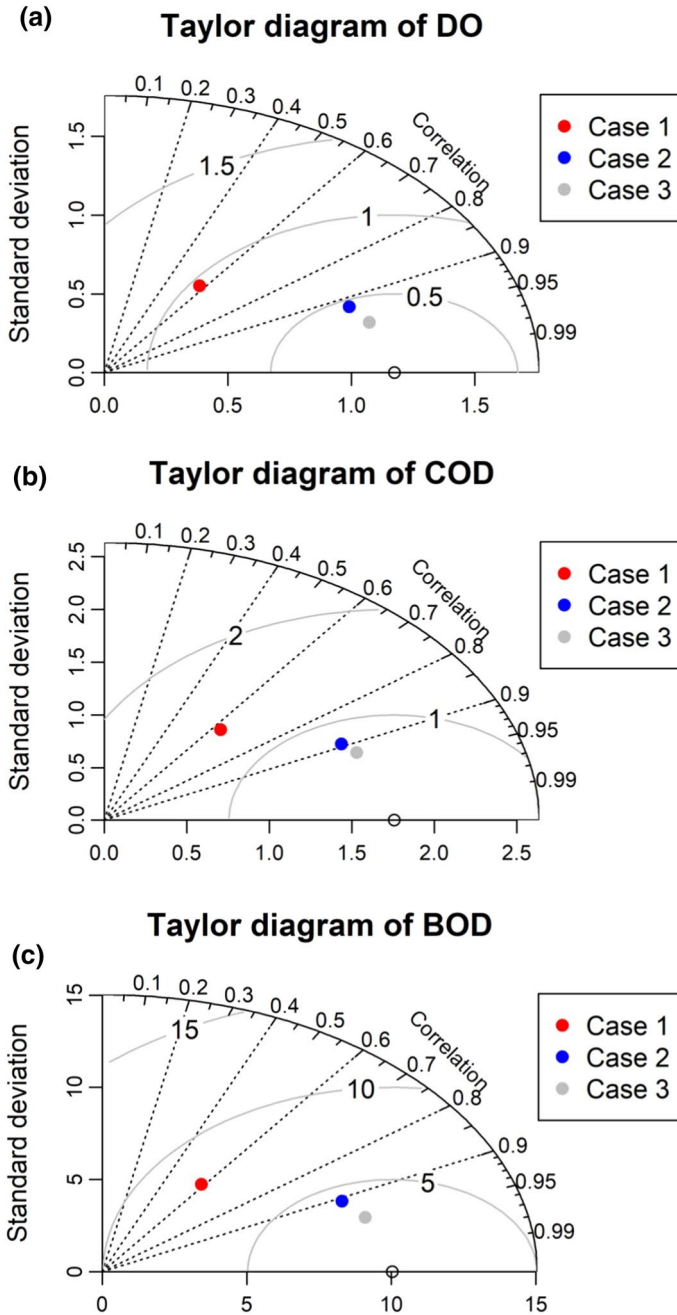 (a)
Taylor diagram of DO
Standard deviation
0.0 0.5 1.0 1.5
0.1 0.2 0.3 0.4 0.5 0.6 0.7 0.8 0.9 0.95 0.99
Correlation
1.5
1
0.5
0.0 0.5 1.0 1.5
Case 1
Case 2
Case 3
(b)
Taylor diagram of COD
Standard deviation
0.0 0.5 1.0 1.5 2.0 2.5
0.1 0.2 0.3 0.4 0.5 0.6 0.7 0.8 0.9 0.95 0.99
Correlation
2
1
0.0 0.5 1.0 1.5 2.0 2.5
Case 1
Case 2
Case 3
(c)
Taylor diagram of BOD
Standard deviation
0 5 10 15
0.1 0.2 0.3 0.4 0.5 0.6 0.7 0.8 0.9 0.95 0.99
Correlation
15
10
5
0 5 10 15
Case 1
Case 2
Case 3